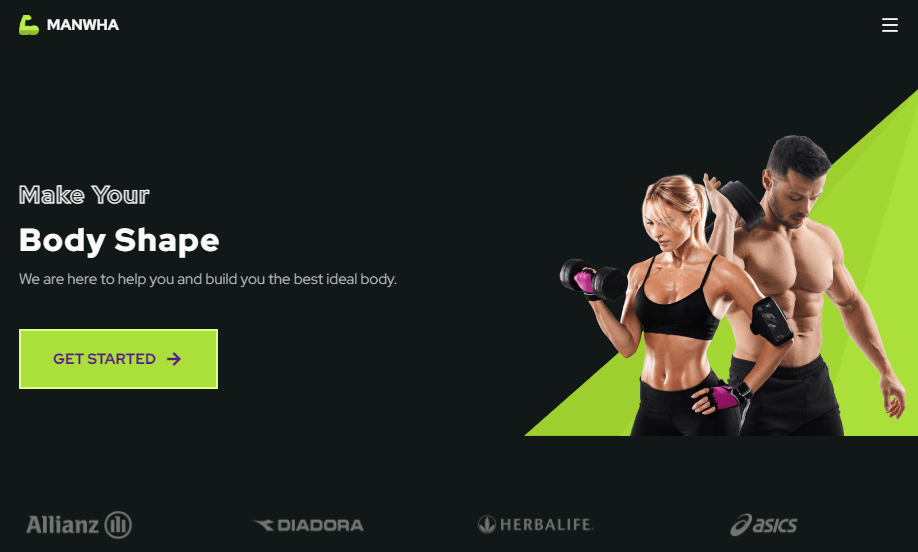 MANWHA
Make Your
Body Shape
We are here to help you and build you the best ideal body.
GET STARTED
Allianz
DIADORA
HERBALIFE
asics